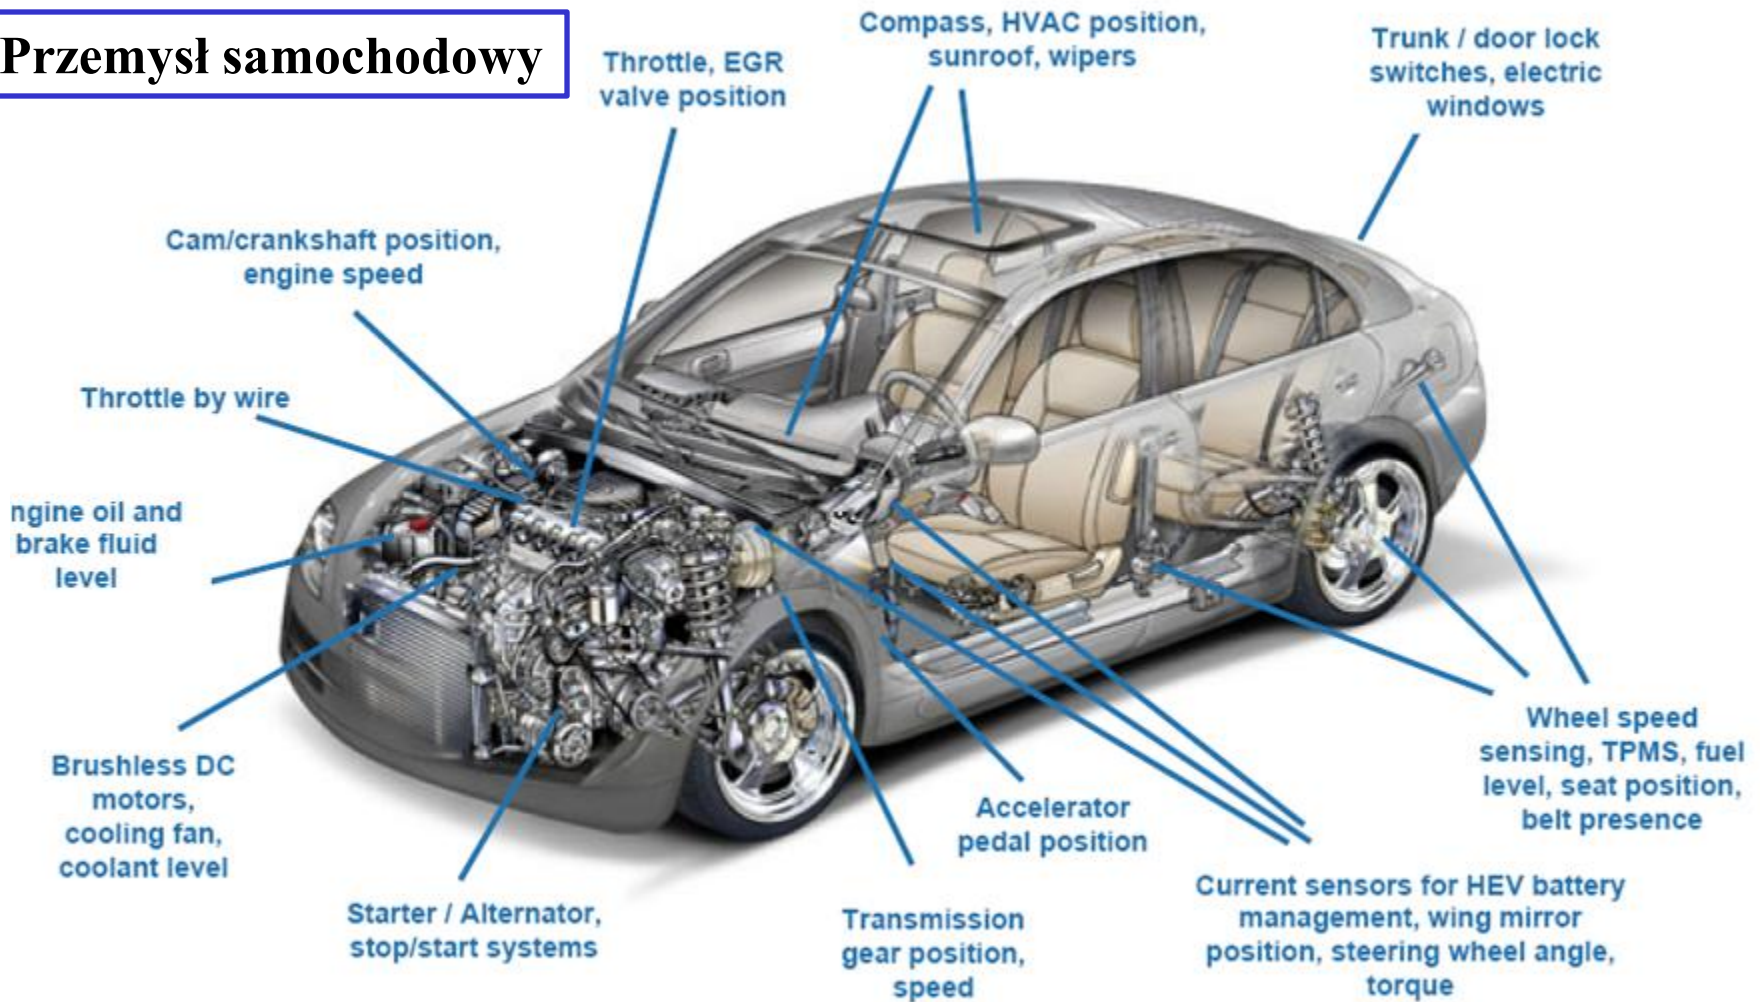 Przemysł samochodowy
Compass, HVAC position,
sunroof, wipers
Throttle, EGR
valve position
Trunk / door lock
switches, electric
windows
Cam/crankshaft position,
engine speed
Throttle by wire
ngine oil and
brake fluid
level
Brushless DC
motors,
cooling fan,
coolant level
Starter / Alternator,
stop/start systems
Transmission
gear position,
speed
Accelerator
pedal position
Current sensors for HEV battery
management, wing mirror
position, steering wheel angle,
torque
Wheel speed
sensing, TPMS, fuel
level, seat position,
belt presence